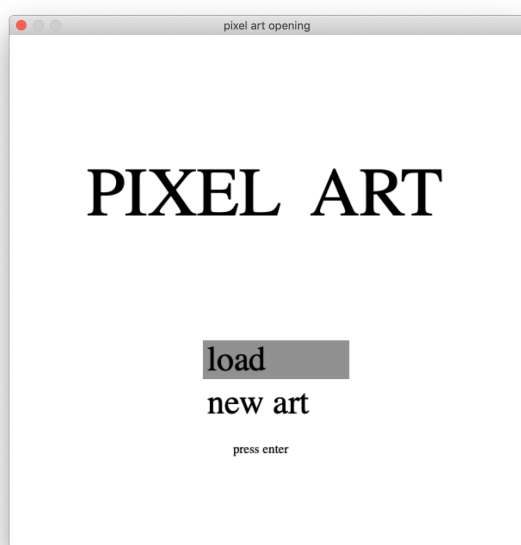 pixel art opening
PIXEL ART
load
new art
press enter